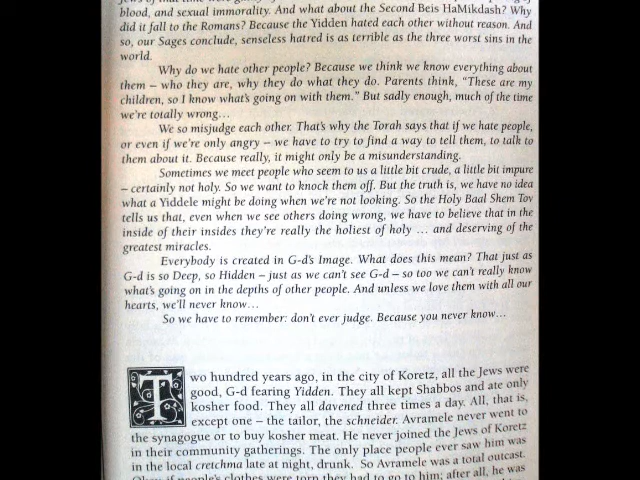 blood, and sexual immorality. And what about the Second Beis HaMikdash? Why
did it fall to the Romans? Because the Yidden hated each other without reason. And
so, our Sages conclude, senseless hatred is as terrible as the three worst sins in the
world.
Why do we hate other people? Because we think we know everything about
them – who they are, why they do what they do. Parents think, "These are my
children, so I know what's going on with them." But sadly enough, much of the time
we're totally wrong…
We so misjudge each other. That's why the Torah says that if we hate people,
or even if we're only angry – we have to try to find a way to tell them, to talk to
them about it. Because really, it might only be a misunderstanding.
Sometimes we meet people who seem to us a little bit crude, a little bit impure
– certainly not holy. So we want to knock them off. But the truth is, we have no idea
what a Yiddele might be doing when we're not looking. So the Holy Baal Shem Tov
tells us that, even when we see others doing wrong, we have to believe that in the
inside of their insides they're really the holiest of holy … and deserving of the
greatest miracles.
Everybody is created in G-d's Image. What does this mean? That just as
G-d is so Deep, so Hidden – just as we can't see G-d – so too we can't really know
what's going on in the depths of other people. And unless we love them with all our
hearts, we'll never know…
So we have to remember: don't ever judge. Because you never know…
Two hundred years ago, in the city of Koretz, all the Jews were
good, G-d fearing Yidden. They all kept Shabbos and ate only
kosher food. They all davened three times a day. All, that is,
except one – the tailor, the schneider. Avramele never went to
the synagogue or to buy kosher meat. He never joined the Jews of Koretz
in their community gatherings. The only place people ever saw him was
in the local cretchma late at night, drunk. So Avramele was a total outcast.
Okay, if people's clothes were torn they had to go to him; after all, he was